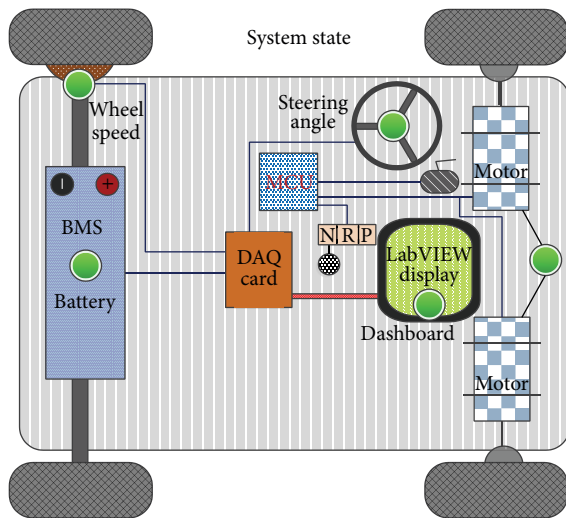 System state
Wheel
speed
Steering
angle
Motor
MCU
BMS
Battery
DAQ
card
N R P
LabVIEW
display
Dashboard
Motor